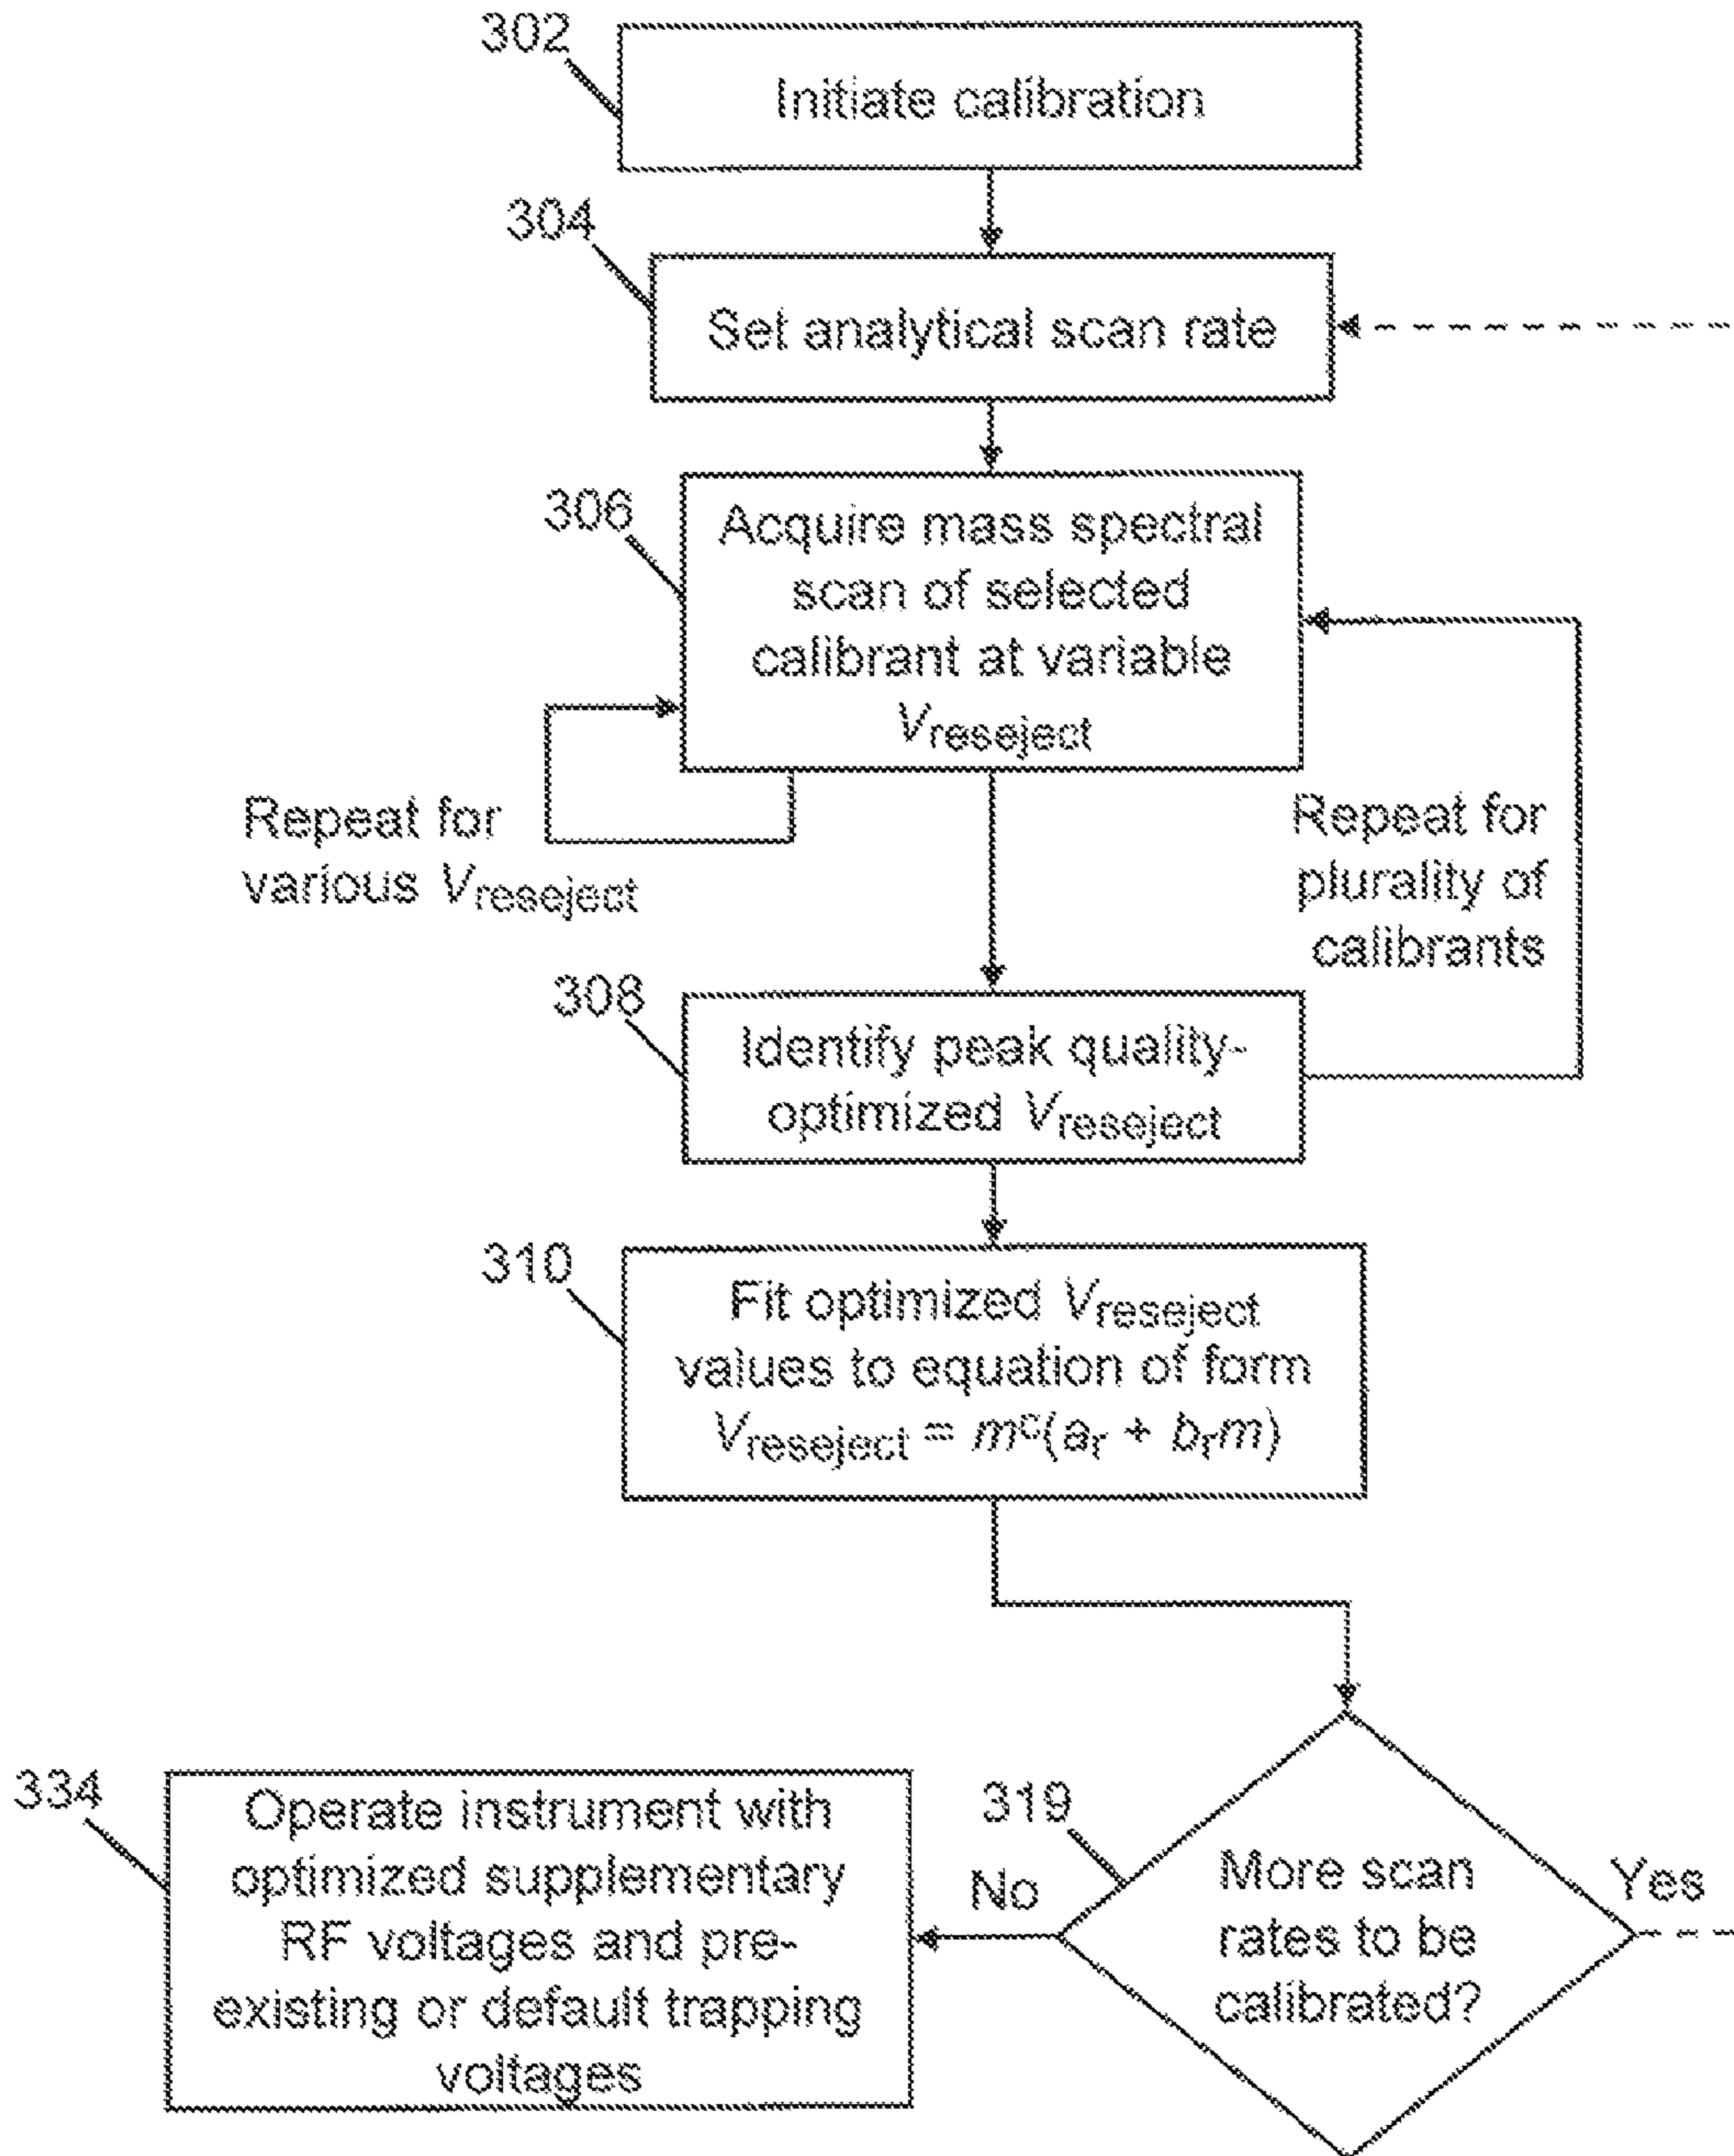 302
Initiate calibration
304
Set analytical scan rate
306
Acquire mass spectral
scan of selected
calibrant at variable
Vreseject
Repeat for
various Vreseject
Repeat for
plurality of
calibrants
308
Identify peak quality-
optimized Vreseject
310
Fit optimized Vreseject
values to equation of form
Vreseject = m^c(a_r + b_r m)
334
Operate instrument with
optimized supplementary
RF voltages and pre-
existing or default trapping
voltages
No
319
More scan
rates to be
calibrated?
Yes